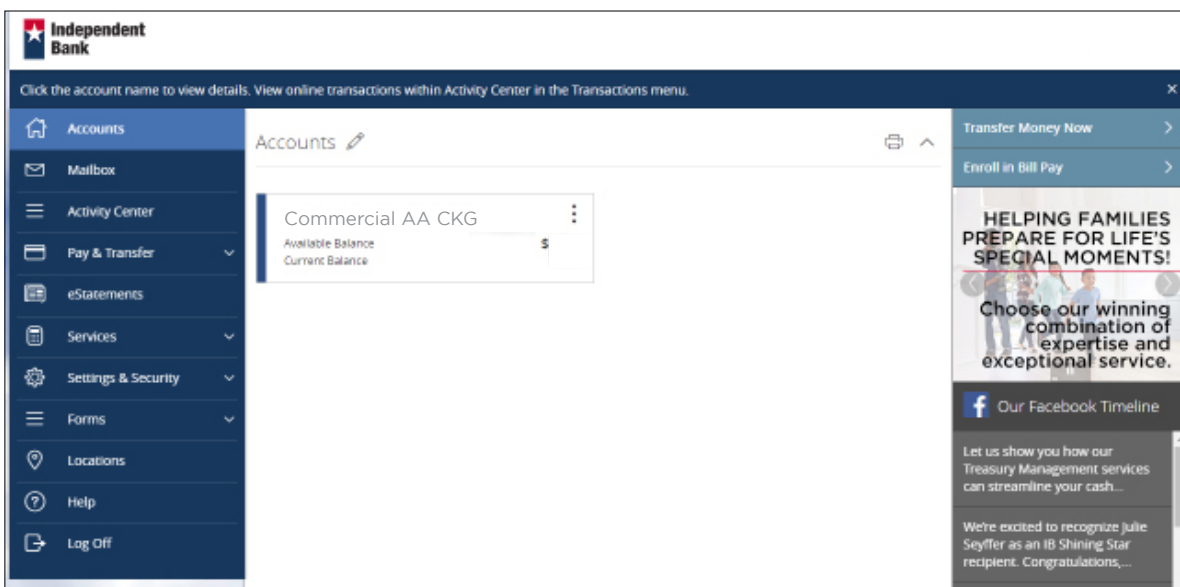 Independent
Bank
Click the account name to view details. View online transactions within Activity Center in the Transactions menu.
Accounts
Mailbox
Activity Center
Pay & Transfer
eStatements
Services
Settings & Security
Forms
Locations
Help
Log Off
Accounts
Commercial AA CKG
Available Balance $
Current Balance
Transfer Money Now
Enroll in Bill Pay
HELPING FAMILIES
PREPARE FOR LIFE'S
SPECIAL MOMENTS!
Choose our winning
combination of
expertise and
exceptional service.
f Our Facebook Timeline
Let us show you how our
Treasury Management services
can streamline your cash...
We're excited to recognize Julie
Seyffer as an IB Shining Star
recipient. Congratulations,...